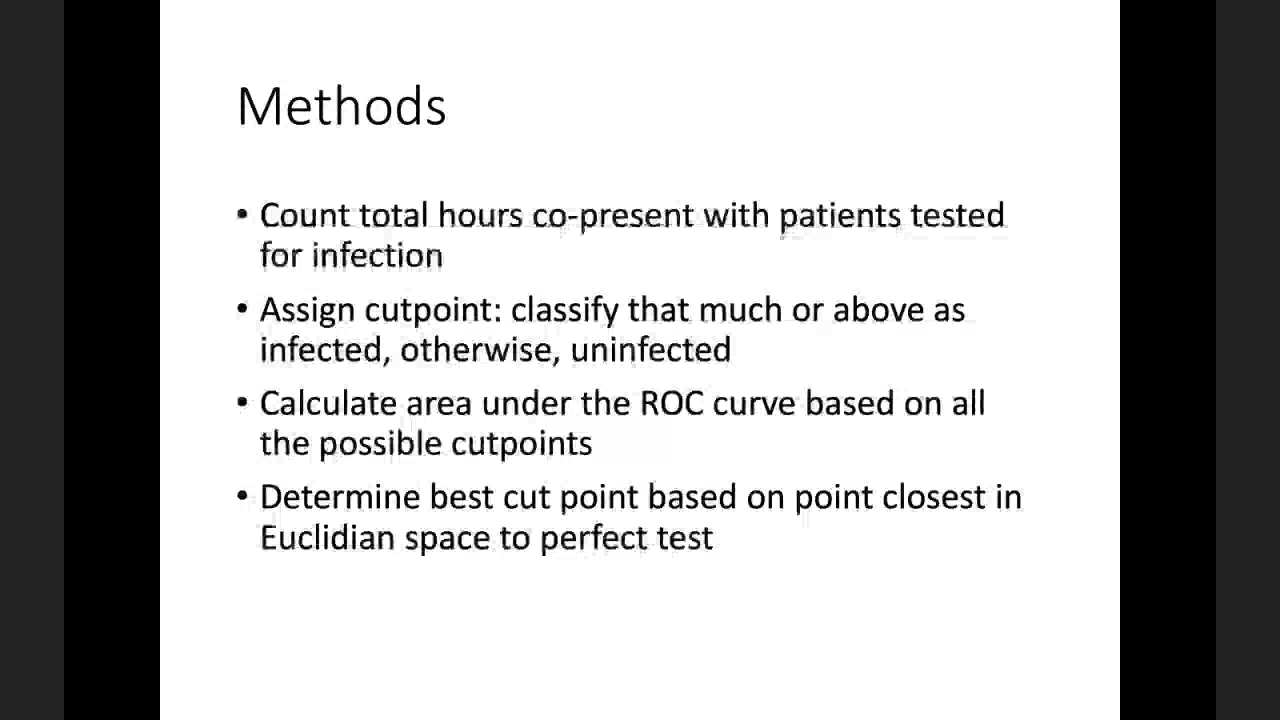 Methods
• Count total hours co-present with patients tested
for infection
• Assign cutpoint: classify that much or above as
infected, otherwise, uninfected
• Calculate area under the ROC curve based on all
the possible cutpoints
• Determine best cut point based on point closest in
Euclidian space to perfect test